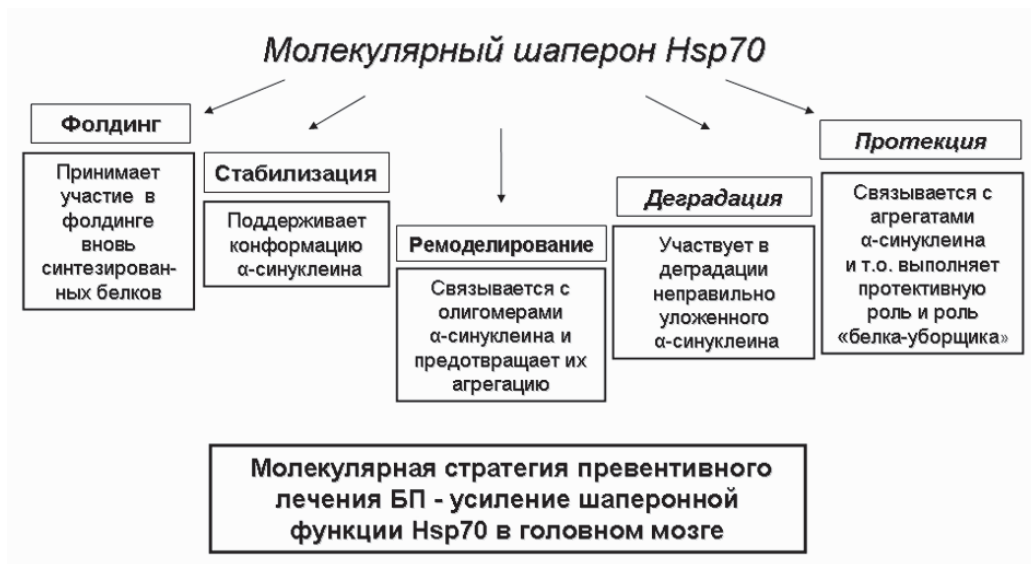 Молекулярный шаперон Hsp70
Фолдинг
Принимает
участие в
фолдинге
вновь
синтезирован-
ных белков
Стабилизация
Поддерживает
конформацию
α-синуклеина
Ремоделирование
Связывается с
олигомерами
α-синуклеина и
предотвращает их
агрегацию
Деградация
Участвует в
деградации
неправильно
уложенного
α-синуклеина
Протекция
Связывается с
агрегатами
α-синуклеина
и т.о. выполняет
протективную
роль и роль
«белка-уборщика»
Молекулярная стратегия превентивного
лечения БП - усиление шаперонной
функции Hsp70 в головном мозге